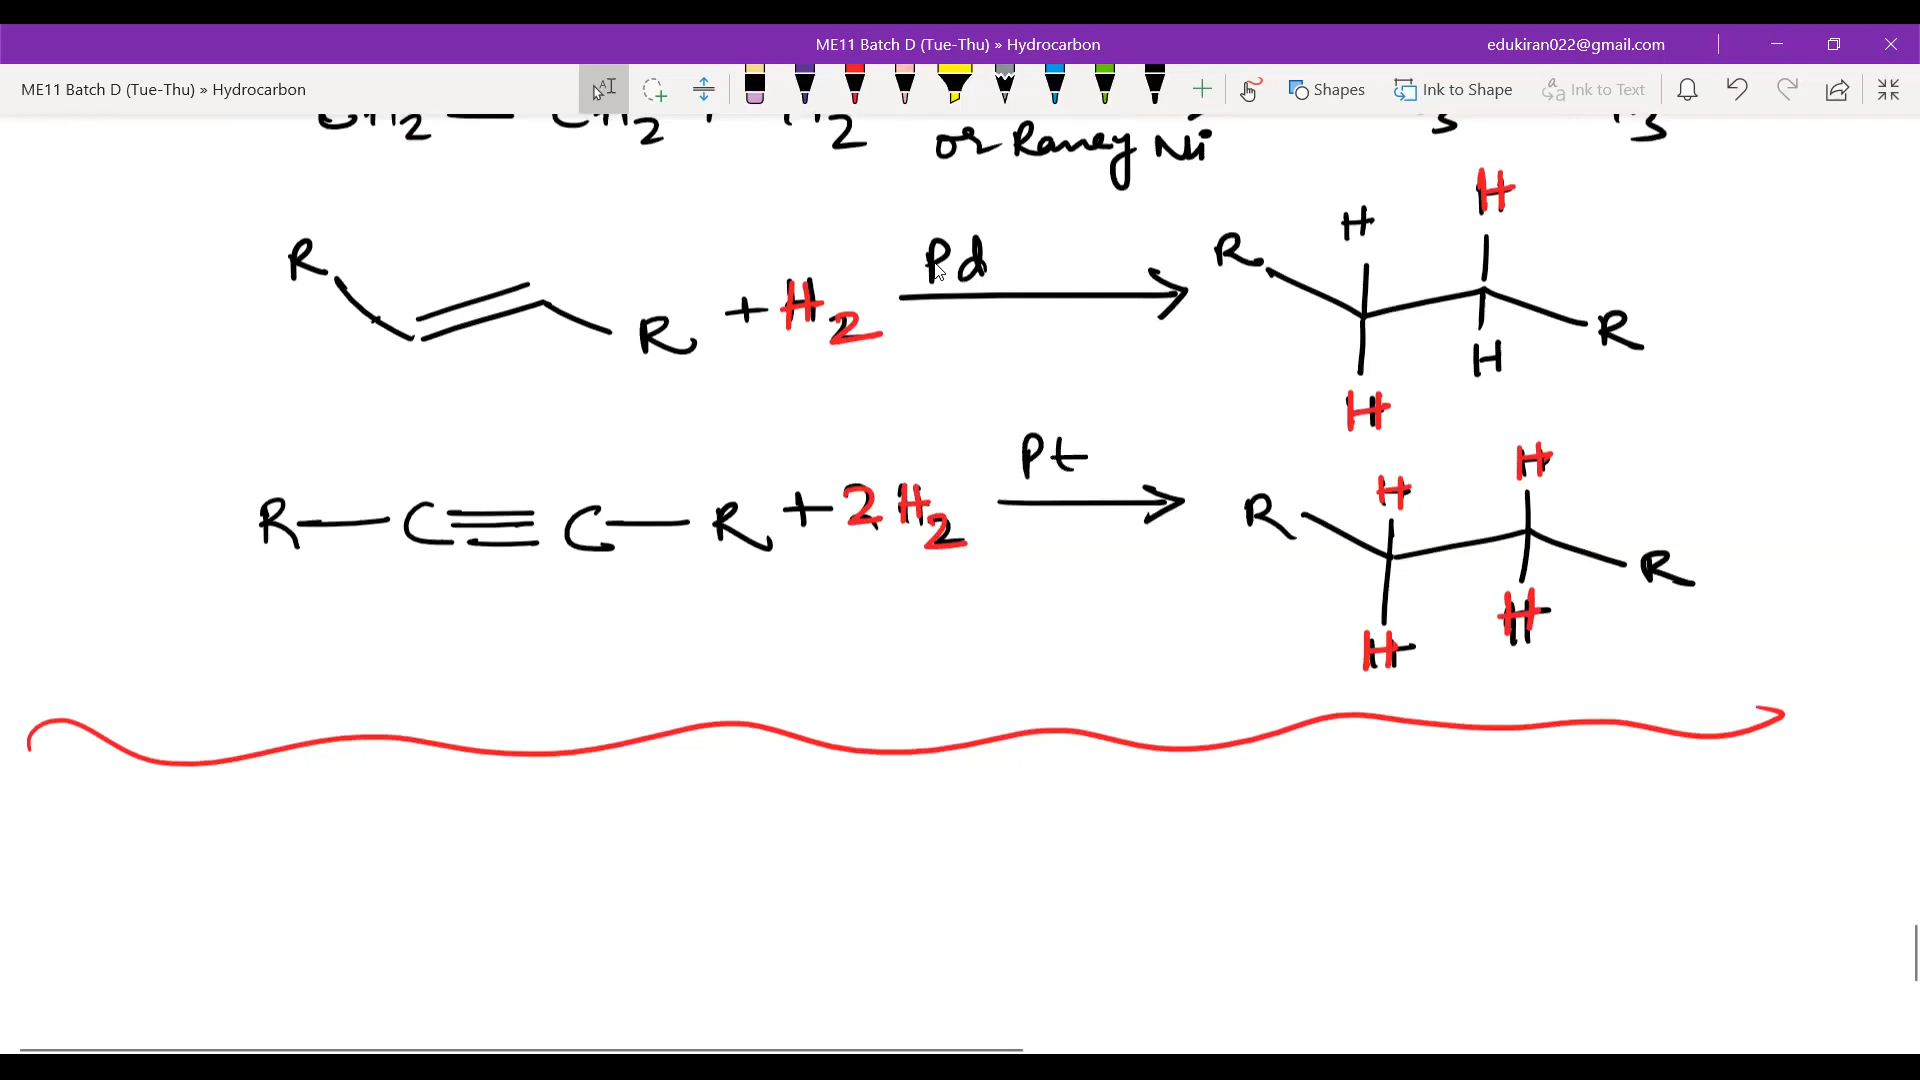 ME11 Batch D (Tue-Thu) » Hydrocarbon
edukiran022@gmail.com
ME11 Batch D (Tue-Thu) » Hydrocarbon
Shapes
Ink to Shape
Ink to Text
or Raney Ni
R
R
+ H2
Pd
R
H
H
H
H
R
R — C ≡ C — R + 2H2
Pt
R
H
H
H
H
R